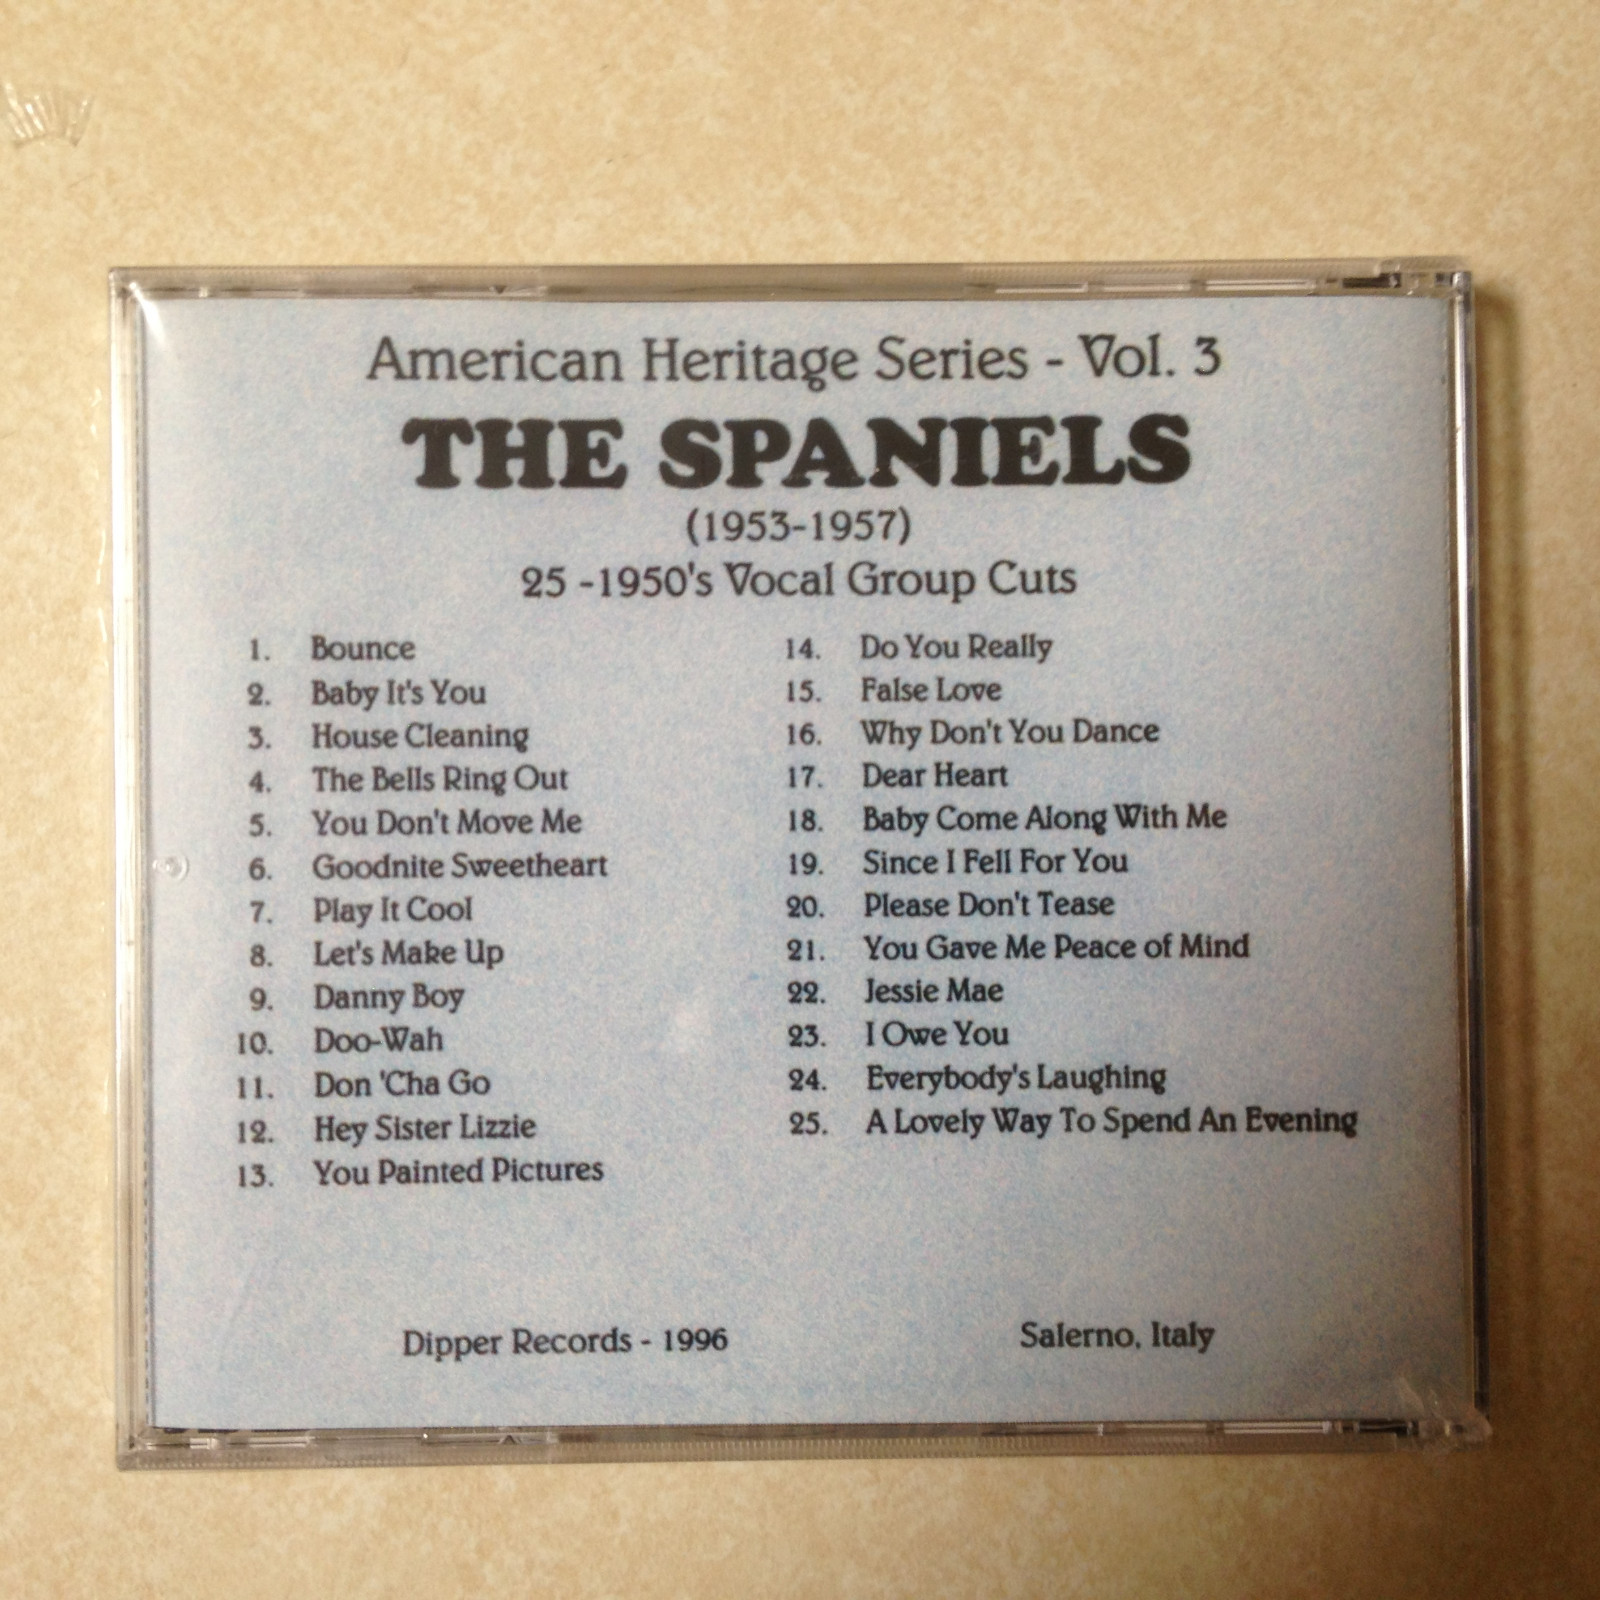 American Heritage Series - Vol. 3
THE SPANIELS
(1953-1957)
25 -1950's Vocal Group Cuts
1. Bounce
2. Baby It's You
3. House Cleaning
4. The Bells Ring Out
5. You Don't Move Me
6. Goodnite Sweetheart
7. Play It Cool
8. Let's Make Up
9. Danny Boy
10. Doo-Wah
11. Don 'Cha Go
12. Hey Sister Lizzie
13. You Painted Pictures
14. Do You Really
15. False Love
16. Why Don't You Dance
17. Dear Heart
18. Baby Come Along With Me
19. Since I Fell For You
20. Please Don't Tease
21. You Gave Me Peace of Mind
22. Jessie Mae
23. I Owe You
24. Everybody's Laughing
25. A Lovely Way To Spend An Evening
Dipper Records - 1996
Salerno, Italy